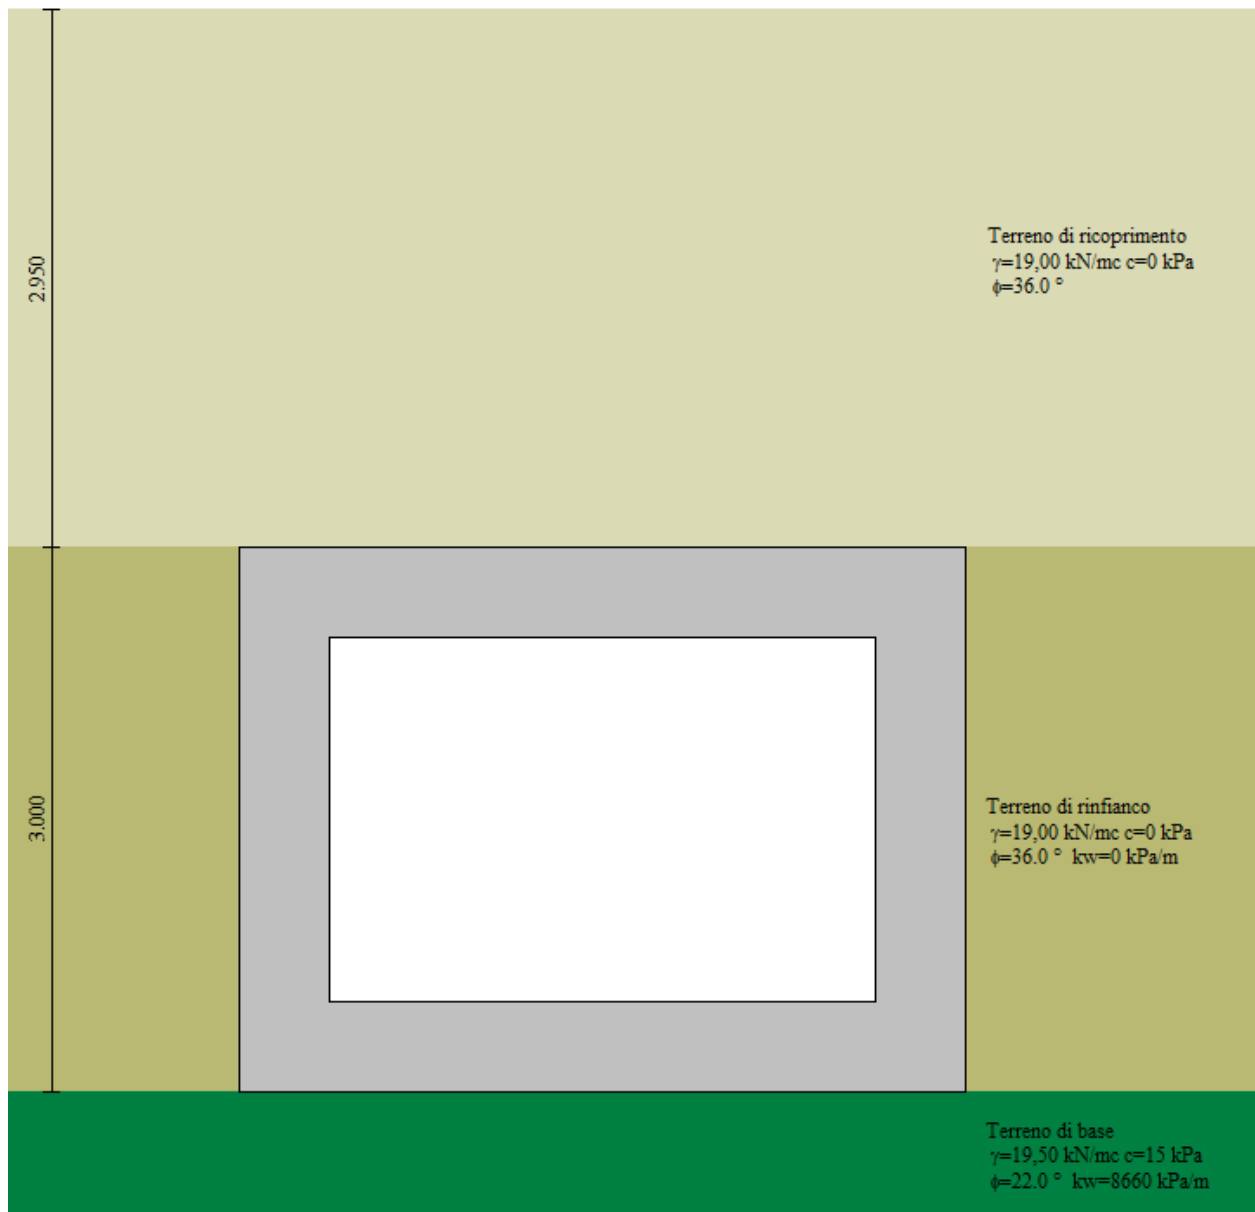 2.950
Terreno di ricoprimento
γ=19,00 kN/mc c=0 kPa
ϕ=36.0 °
3.000
Terreno di rinfianco
γ=19,00 kN/mc c=0 kPa
ϕ=36.0 ° kw=0 kPa/m
Terreno di base
γ=19,50 kN/mc c=15 kPa
ϕ=22.0 ° kw=8660 kPa/m